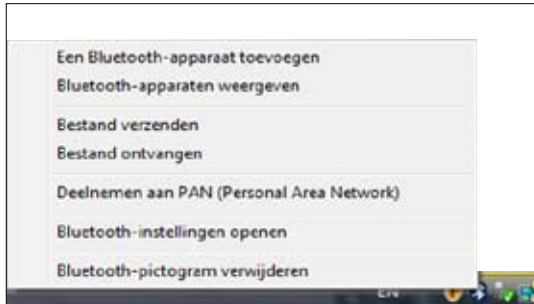 Een Bluetooth-apparaat toevoegen
Bluetooth-apparaten weergeven
Bestand verzenden
Bestand ontvangen
Deelnemen aan PAN (Personal Area Network)
Bluetooth-instellingen openen
Bluetooth-pictogram verwijderen
EN